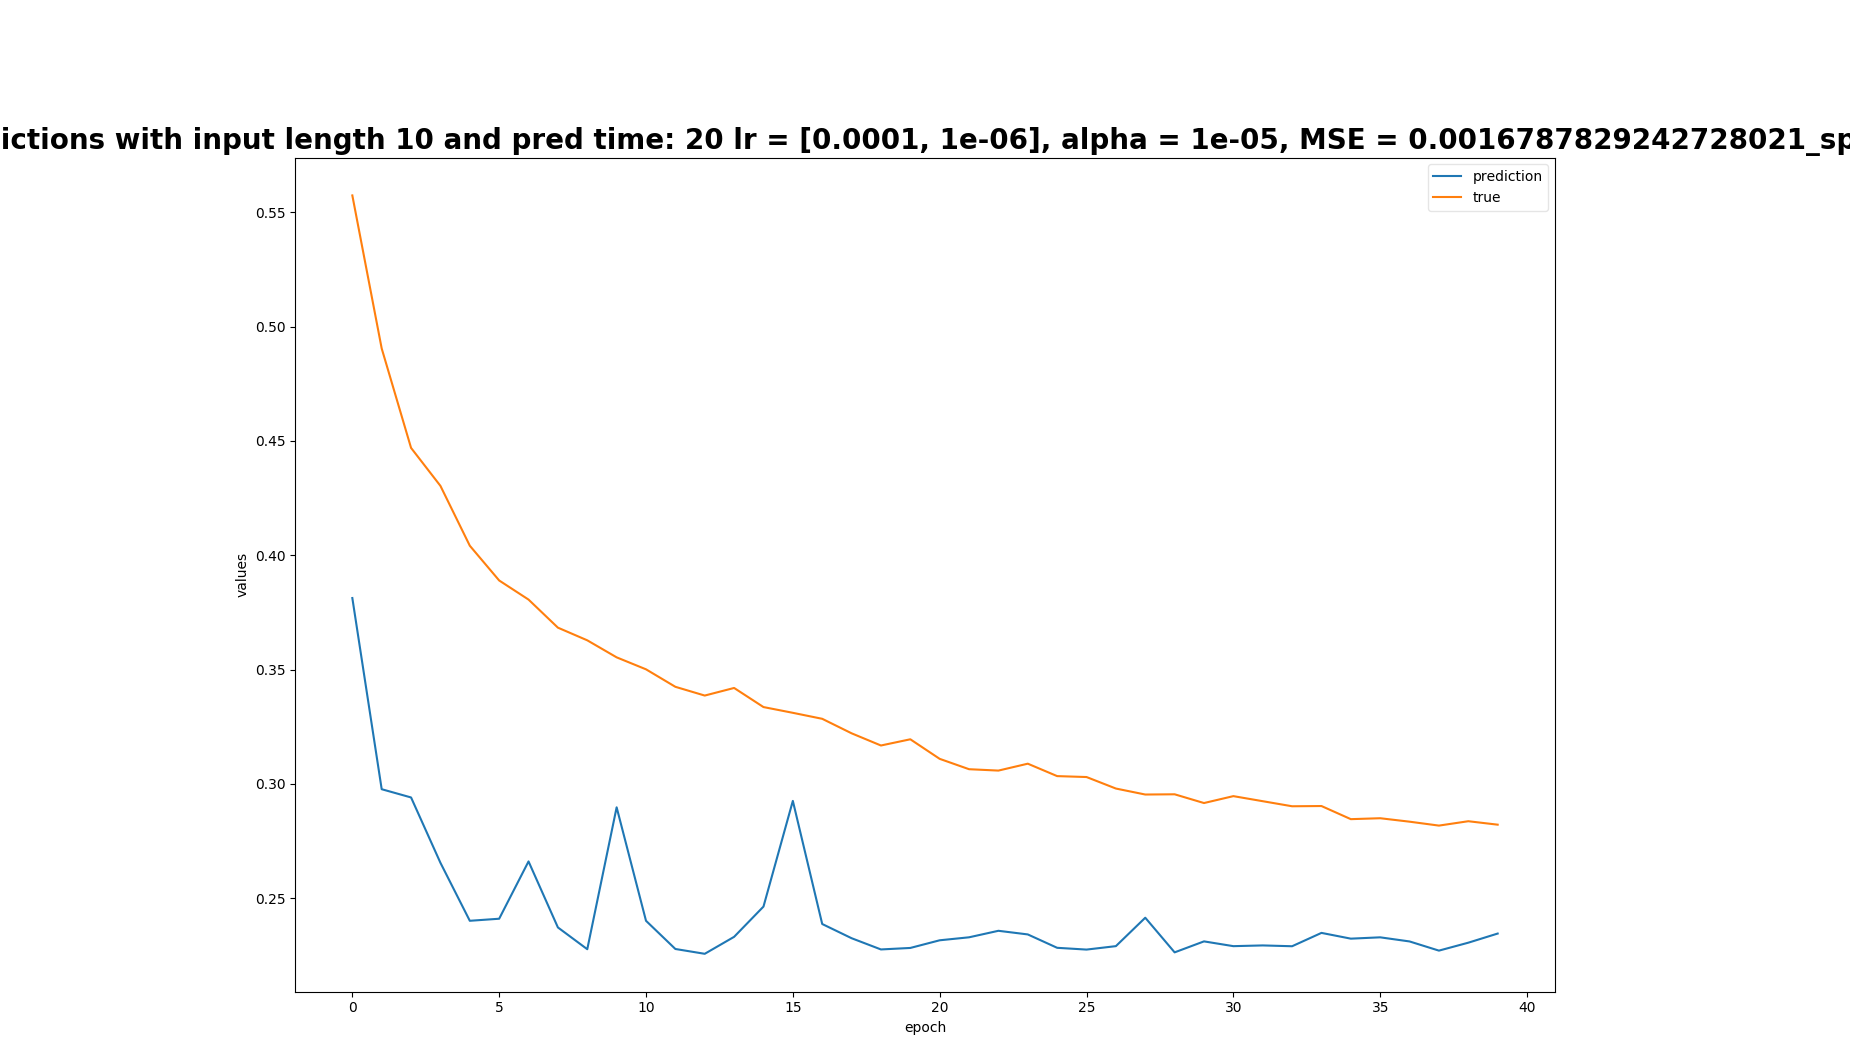 ictions with input length 10 and pred time: 20 lr = [0.0001, 1e-06], alpha = 1e-05, MSE = 0.0016787829242728021_sp
prediction
true
0.55
0.50
0.45
0.40
0.35
0.30
0.25
values
0 5 10 15 20 25 30 35 40
epoch